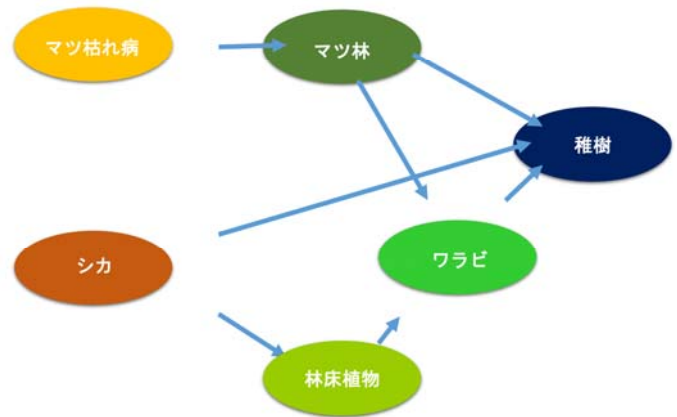 マツ枯れ病
マツ林
稚樹
シカ
ワラビ
林床植物